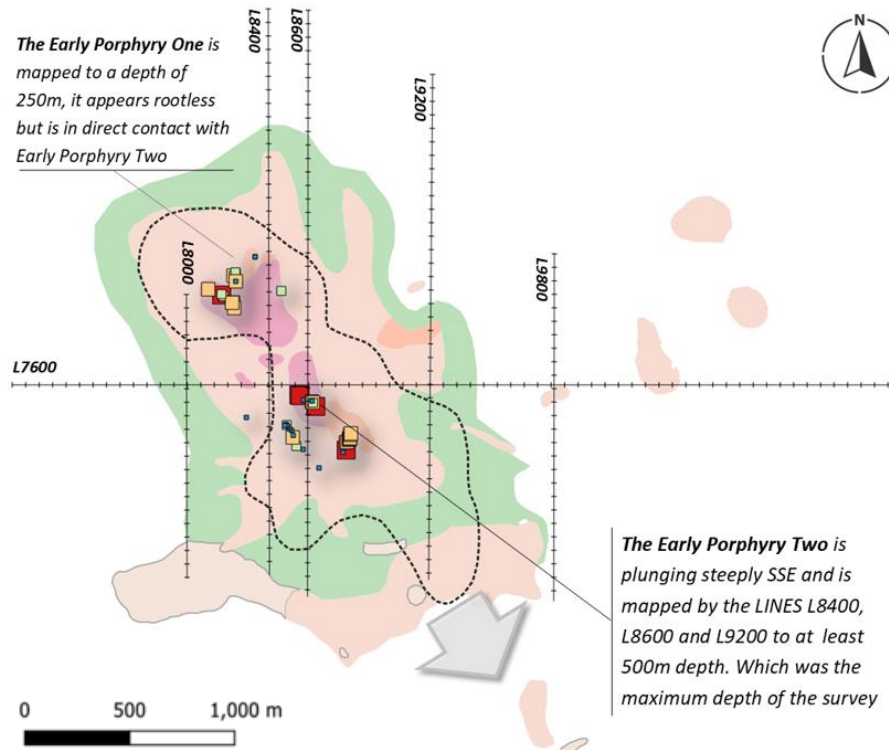 N
L8400
L8600
L9200
The Early Porphyry One is
mapped to a depth of
250m, it appears rootless
but is in direct contact with
Early Porphyry Two
L8000
L9800
L7600
The Early Porphyry Two is
plunging steeply SSE and is
mapped by the LINES L8400,
L8600 and L9200 to at least
500m depth. Which was the
maximum depth of the survey
0 500 1,000 m